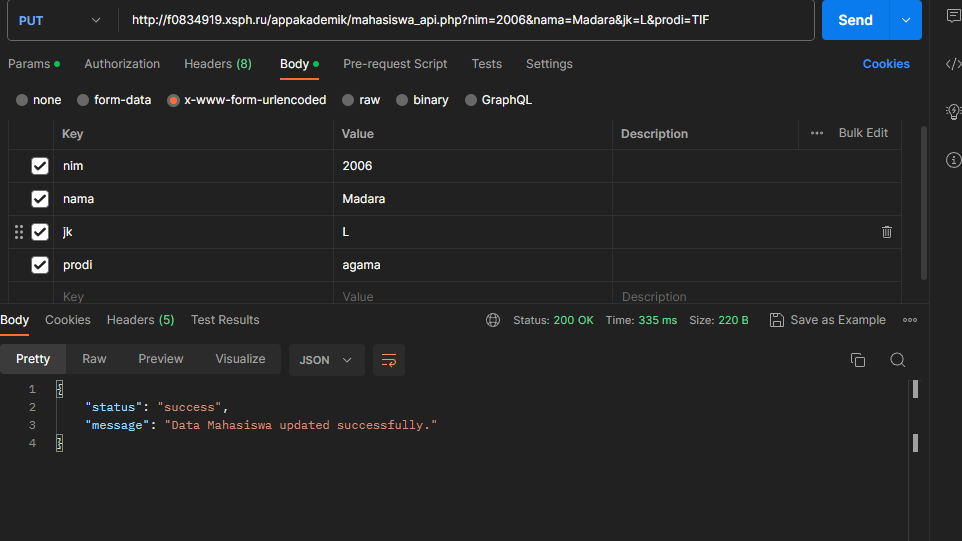 PUT http://f0834919.xsph.ru/appakademik/mahasiswa_api.php?nim=2006&nama=Madara&jk=L&prodi=TIF Send
Params Authorization Headers (8) Body Pre-request Script Tests Settings Cookies
none form-data x-www-form-urlencoded raw binary GraphQL
Key Value Description ••• Bulk Edit
nim 2006
nama Madara
jk L
prodi agama
Key Value Description
Body Cookies Headers (5) Test Results Status: 200 OK Time: 335 ms Size: 220 B Save as Example
Pretty Raw Preview Visualize JSON
1 {
2 "status": "success",
3 "message": "Data Mahasiswa updated successfully."
4 }